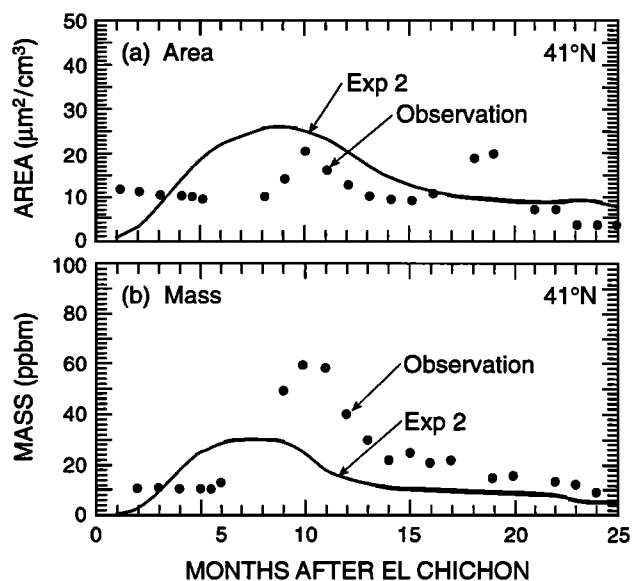 50
(a) Area
41°N
40
Exp 2
30
Observation
20
10
0
AREA (μm²/cm³)
100
(b) Mass
41°N
80
60
Observation
40
Exp 2
20
0
MASS (ppbm)
0 5 10 15 20 25
MONTHS AFTER EL CHICHON